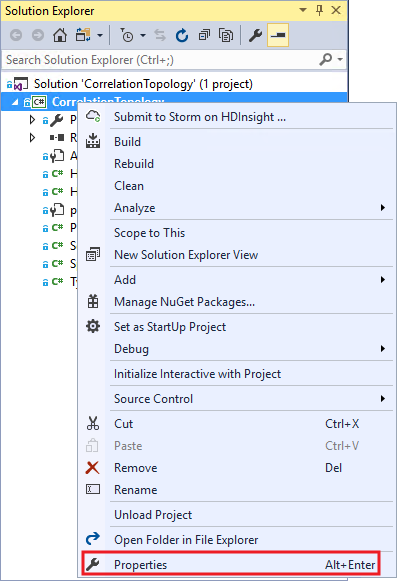 Solution Explorer
Search Solution Explorer (Ctrl+;)
Solution 'CorrelationTopology' (1 project)
C# CorrelationTopology
P
R
A
C# H
C# H
p
C# P
C# S
C# S
C# Ty
Submit to Storm on HDInsight ...
Build
Rebuild
Clean
Analyze
Scope to This
New Solution Explorer View
Add
Manage NuGet Packages...
Set as StartUp Project
Debug
Initialize Interactive with Project
Source Control
Cut Ctrl+X
Paste Ctrl+V
Remove Del
Rename
Unload Project
Open Folder in File Explorer
Properties Alt+Enter